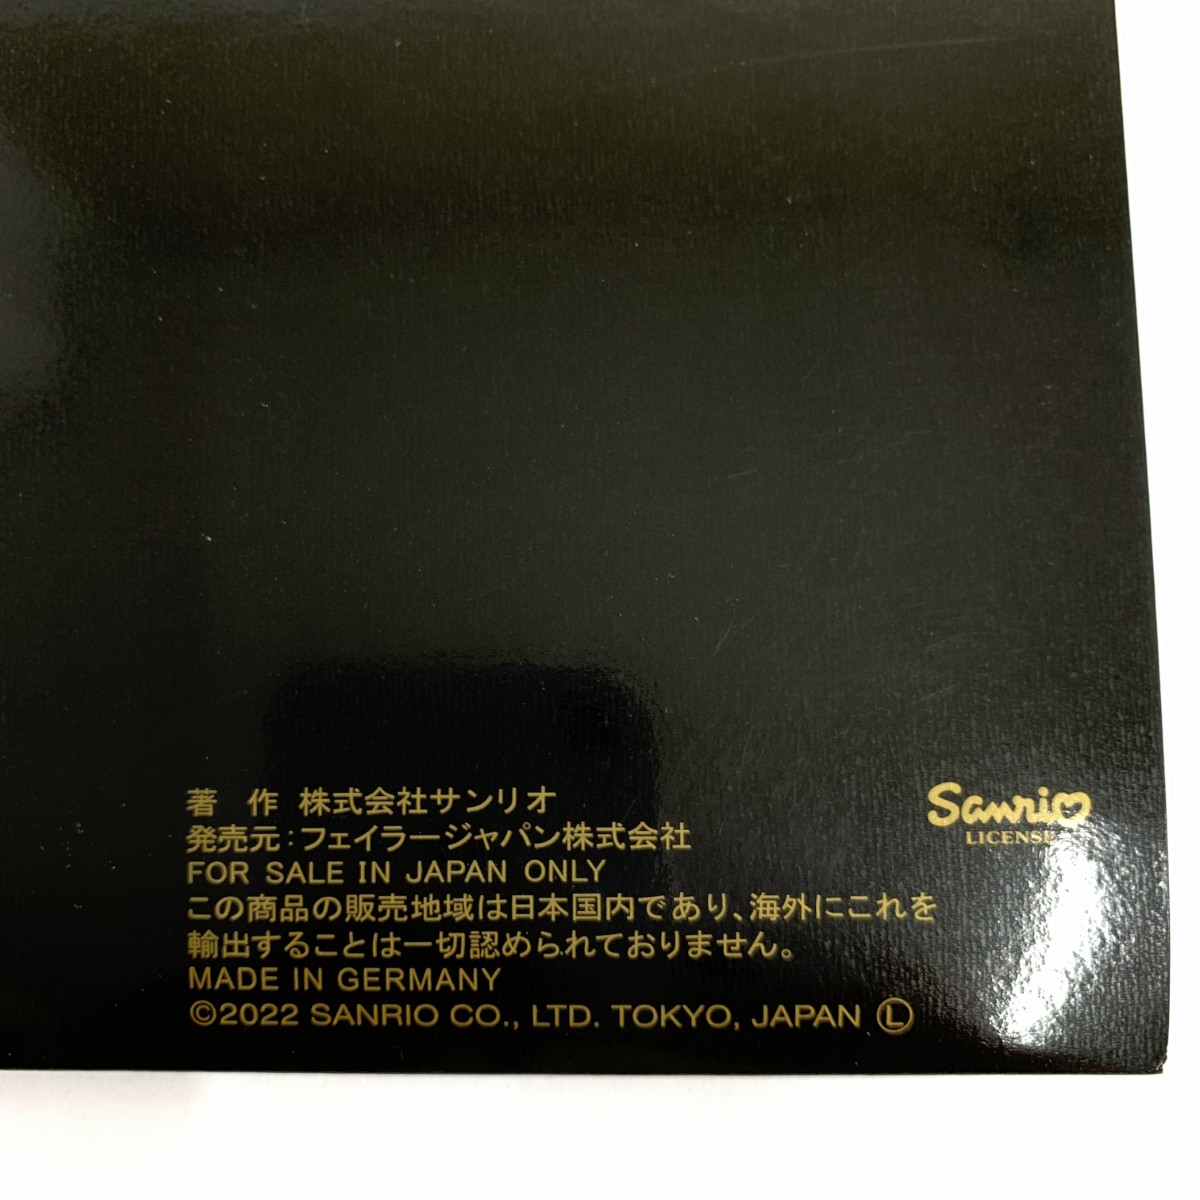 著 作 株式会社サンリオ
発売元:フェイラージャパン株式会社
FOR SALE IN JAPAN ONLY
この商品の販売地域は日本国内であり、海外にこれを
輸出することは一切認められておりません。
MADE IN GERMANY
©2022 SANRIO CO., LTD. TOKYO, JAPAN Ⓛ
Sanrio
LICENSE